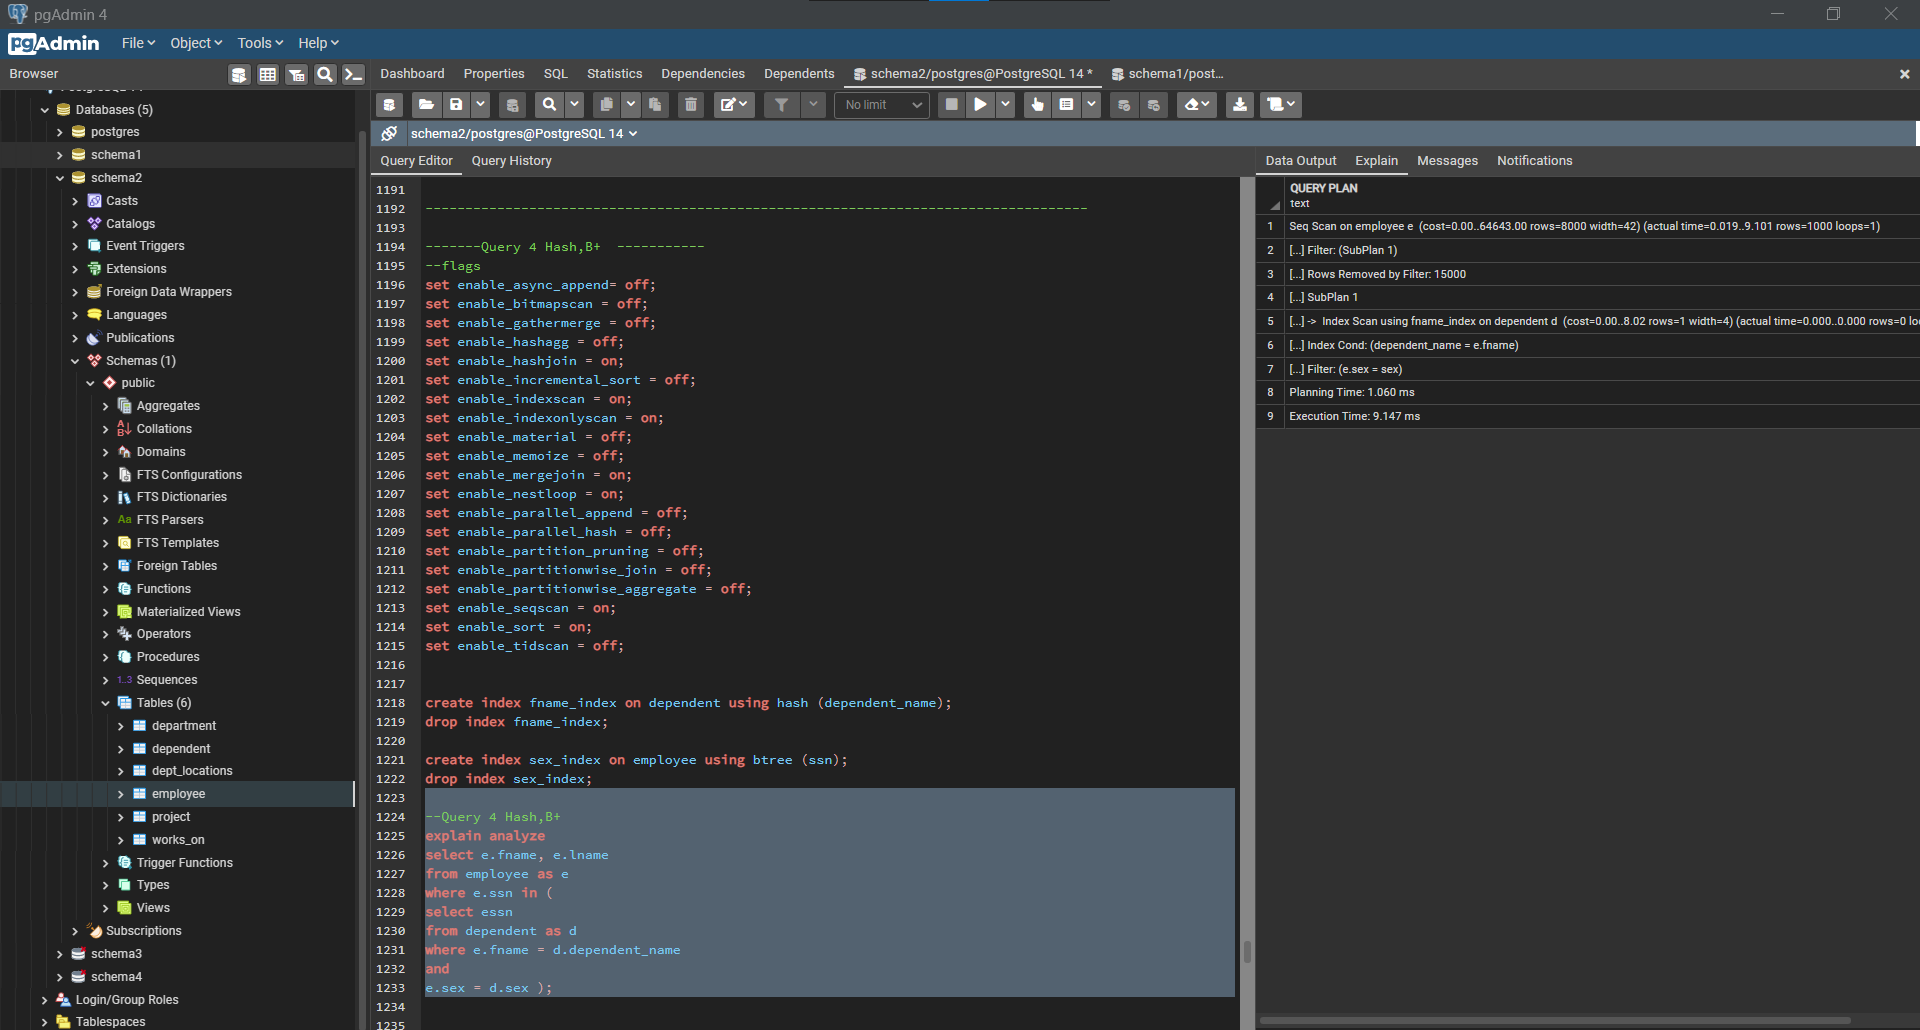 pgAdmin 4
pgAdmin
File
Object
Tools
Help
Browser
Dashboard
Properties
SQL
Statistics
Dependencies
Dependents
schema2/postgres@PostgreSQL 14 *
schema1/post...
No limit
schema2/postgres@PostgreSQL 14
Databases (5)
postgres
schema1
schema2
Casts
Catalogs
Event Triggers
Extensions
Foreign Data Wrappers
Languages
Publications
Schemas (1)
public
Aggregates
Collations
Domains
FTS Configurations
FTS Dictionaries
Aa FTS Parsers
FTS Templates
Foreign Tables
Functions
Materialized Views
Operators
Procedures
1..3 Sequences
Tables (6)
department
dependent
dept_locations
employee
project
works_on
Trigger Functions
Types
Views
Subscriptions
schema3
schema4
Login/Group Roles
Tablespaces
Query Editor
Query History
1191
1192 -----------------------------------------------------------------------------------
1193
1194 -------Query 4 Hash,B+  -----------
1195 --flags
1196 set enable_async_append= off;
1197 set enable_bitmapscan = off;
1198 set enable_gathermerge = off;
1199 set enable_hashagg = off;
1200 set enable_hashjoin = on;
1201 set enable_incremental_sort = off;
1202 set enable_indexscan = on;
1203 set enable_indexonlyscan = on;
1204 set enable_material = off;
1205 set enable_memoize = off;
1206 set enable_mergejoin = on;
1207 set enable_nestloop = on;
1208 set enable_parallel_append = off;
1209 set enable_parallel_hash = off;
1210 set enable_partition_pruning = off;
1211 set enable_partitionwise_join = off;
1212 set enable_partitionwise_aggregate = off;
1213 set enable_seqscan = on;
1214 set enable_sort = on;
1215 set enable_tidscan = off;
1216
1217
1218 create index fname_index on dependent using hash (dependent_name);
1219 drop index fname_index;
1220
1221 create index sex_index on employee using btree (ssn);
1222 drop index sex_index;
1223
1224 --Query 4 Hash,B+
1225 explain analyze
1226 select e.fname, e.lname
1227 from employee as e
1228 where e.ssn in (
1229 select essn
1230 from dependent as d
1231 where e.fname = d.dependent_name
1232 and
1233 e.sex = d.sex );
1234
1235
Data Output
Explain
Messages
Notifications
QUERY PLAN
text
1 Seq Scan on employee e (cost=0.00..64643.00 rows=8000 width=42) (actual time=0.019..9.101 rows=1000 loops=1)
2 [...] Filter: (SubPlan 1)
3 [...] Rows Removed by Filter: 15000
4 [...] SubPlan 1
5 [...] -> Index Scan using fname_index on dependent d (cost=0.00..8.02 rows=1 width=4) (actual time=0.000..0.000 rows=0 lo
6 [...] Index Cond: (dependent_name = e.fname)
7 [...] Filter: (e.sex = sex)
8 Planning Time: 1.060 ms
9 Execution Time: 9.147 ms